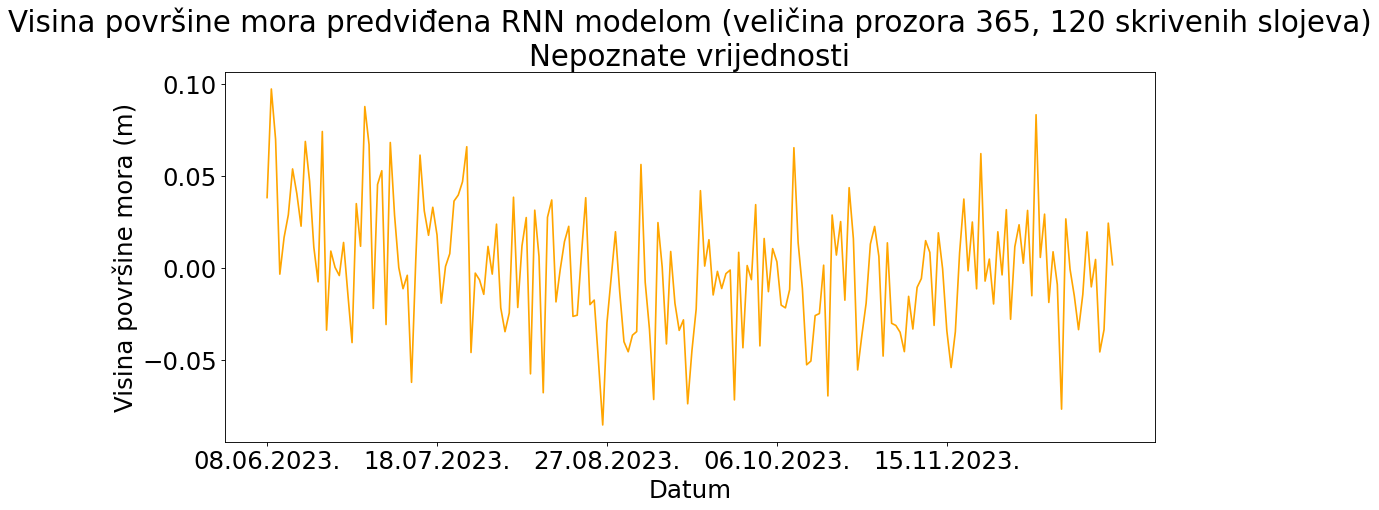 Visina površine mora predviđena RNN modelom (veličina prozora 365, 120 skrivenih slojeva)
Nepoznate vrijednosti
Visina površine mora (m)
0.10
0.05
0.00
−0.05
08.06.2023. 18.07.2023. 27.08.2023. 06.10.2023. 15.11.2023.
Datum